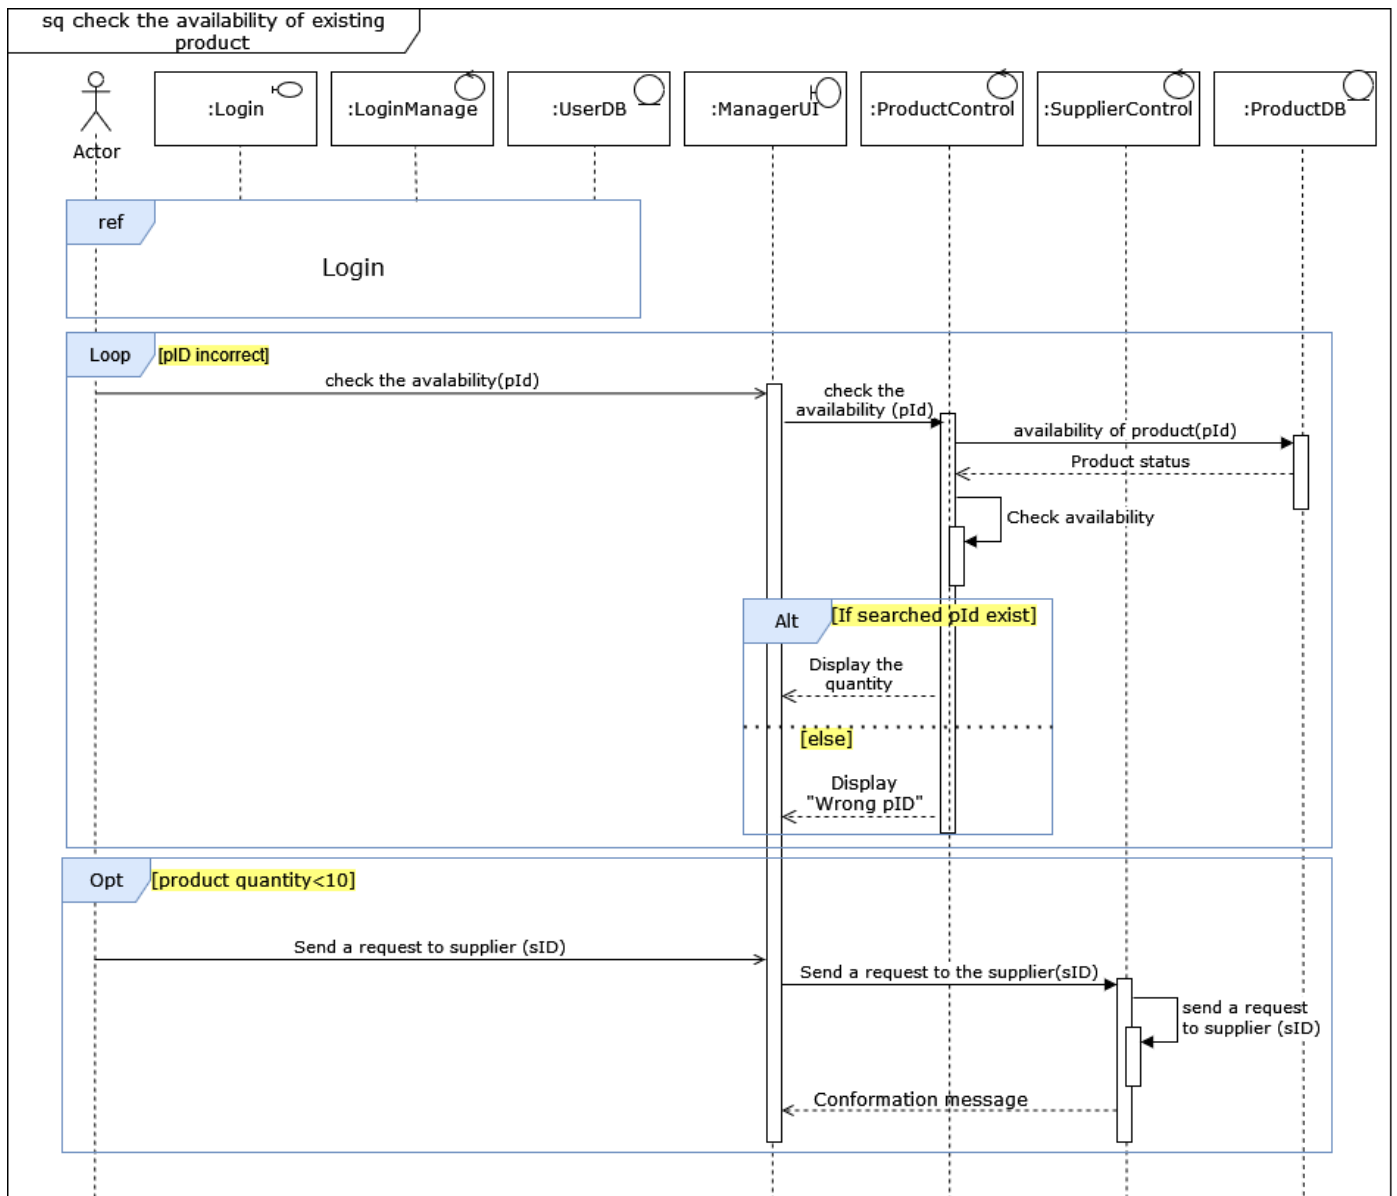 sq check the availability of existing
product
Actor
:Login
:LoginManage
:UserDB
:ManagerUI
:ProductControl
:SupplierControl
:ProductDB
ref
Login
Loop
[pID incorrect]
check the avalability(pId)
check the
availability (pId)
availability of product(pId)
Product status
Check availability
Alt
[If searched pId exist]
Display the
quantity
[else]
Display
"Wrong pID"
Opt
[product quantity<10]
Send a request to supplier (sID)
Send a request to the supplier(sID)
send a request
to supplier (sID)
Conformation message